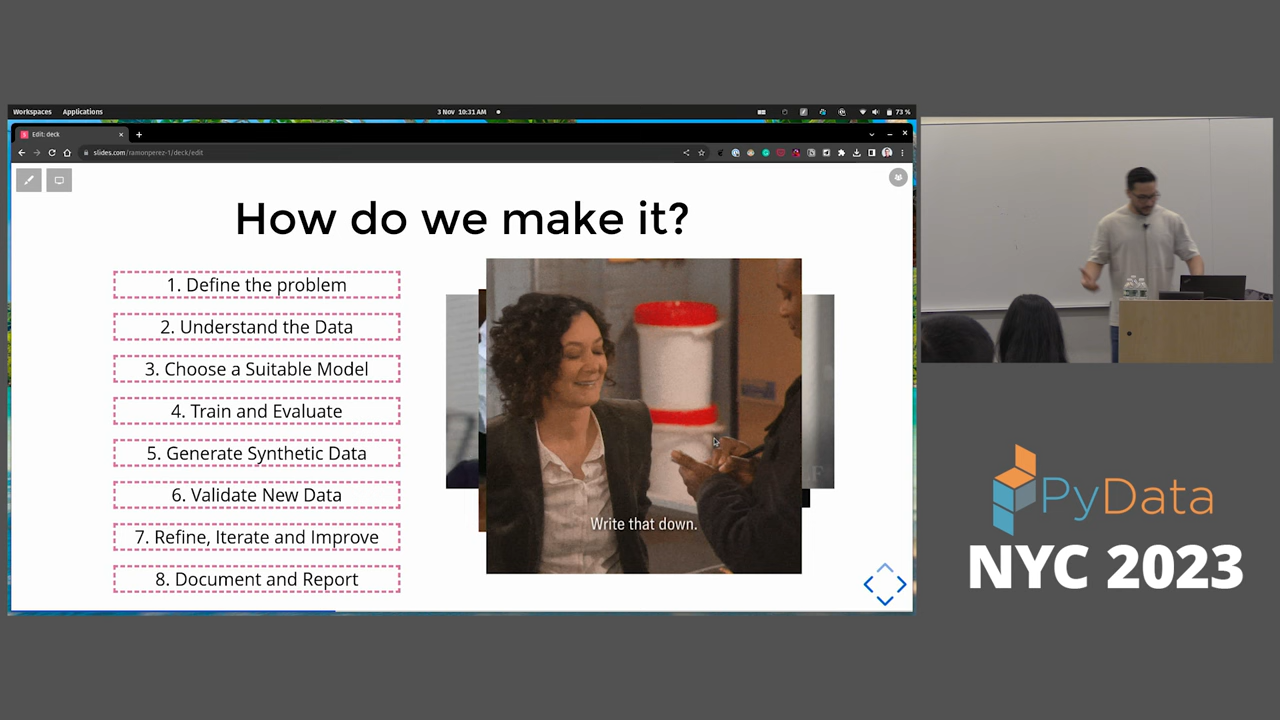 Workspaces Applications
3 Nov 10:31 AM
73 %
Edit: deck
slides.com/ramonperez-1/deck/edit
How do we make it?
1. Define the problem
2. Understand the Data
3. Choose a Suitable Model
4. Train and Evaluate
5. Generate Synthetic Data
6. Validate New Data
7. Refine, Iterate and Improve
8. Document and Report
Write that down.
PyData
NYC 2023